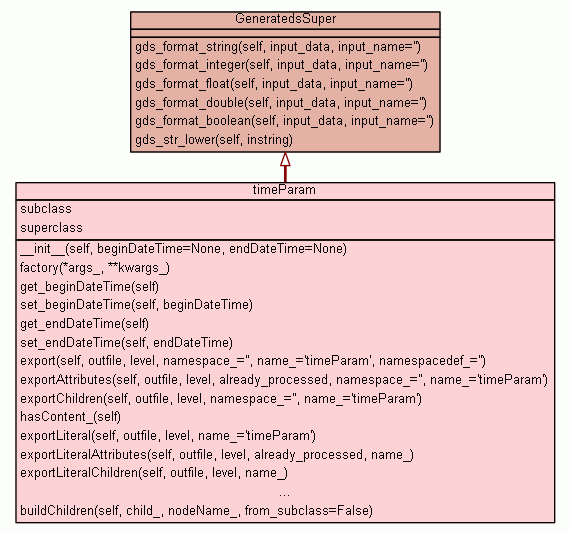 GeneratedsSuper
gds_format_string(self, input_data, input_name='')
gds_format_integer(self, input_data, input_name='')
gds_format_float(self, input_data, input_name='')
gds_format_double(self, input_data, input_name='')
gds_format_boolean(self, input_data, input_name='')
gds_str_lower(self, instring)
timeParam
subclass
superclass
__init__(self, beginDateTime=None, endDateTime=None)
factory(*args_, **kwargs_)
get_beginDateTime(self)
set_beginDateTime(self, beginDateTime)
get_endDateTime(self)
set_endDateTime(self, endDateTime)
export(self, outfile, level, namespace_='', name_='timeParam', namespacedef_='')
exportAttributes(self, outfile, level, already_processed, namespace_='', name_='timeParam')
exportChildren(self, outfile, level, namespace_='', name_='timeParam')
hasContent_(self)
exportLiteral(self, outfile, level, name_='timeParam')
exportLiteralAttributes(self, outfile, level, already_processed, name_)
exportLiteralChildren(self, outfile, level, name_)
...
buildChildren(self, child_, nodeName_, from_subclass=False)